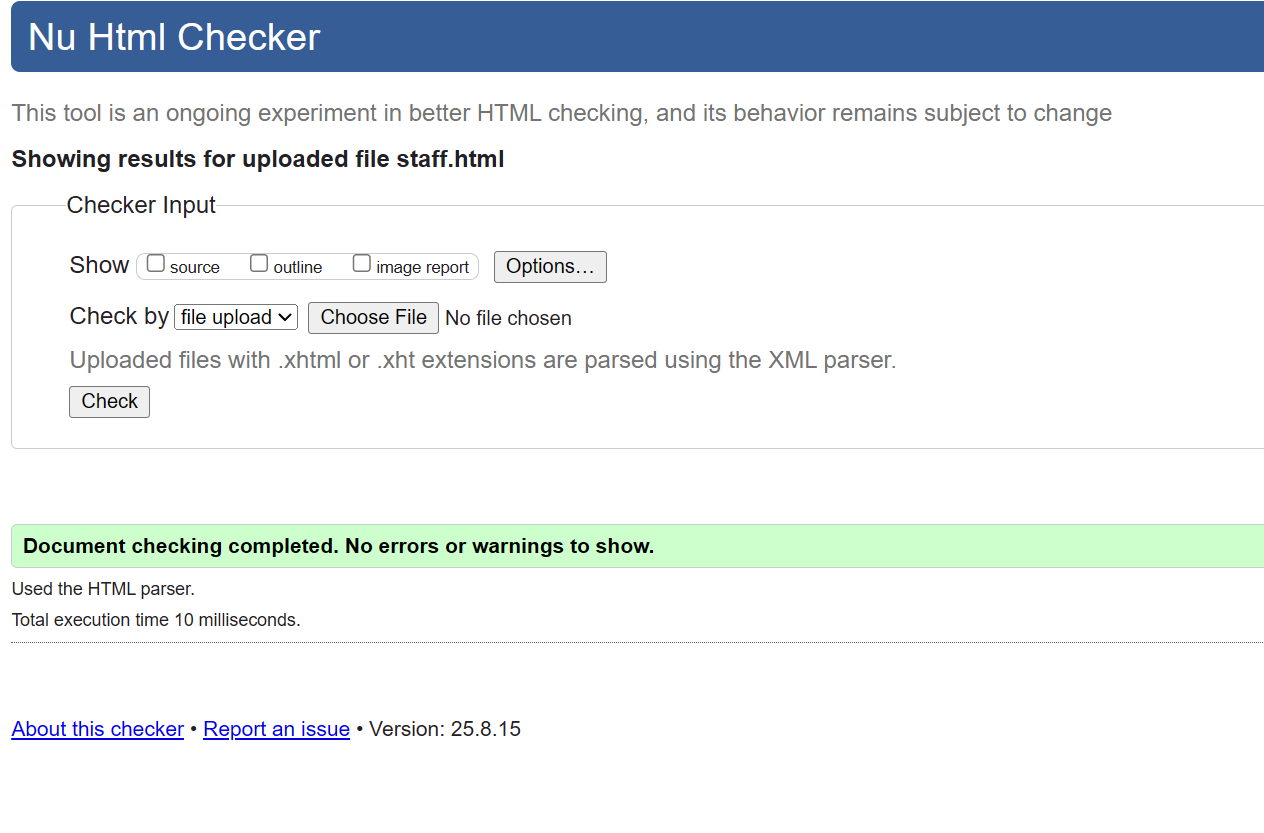 Nu Html Checker
This tool is an ongoing experiment in better HTML checking, and its behavior remains subject to change
Showing results for uploaded file staff.html
Checker Input
Show source outline image report Options…
Check by file upload Choose File No file chosen
Uploaded files with .xhtml or .xht extensions are parsed using the XML parser.
Check
Document checking completed. No errors or warnings to show.
Used the HTML parser.
Total execution time 10 milliseconds.
About this checker • Report an issue • Version: 25.8.15